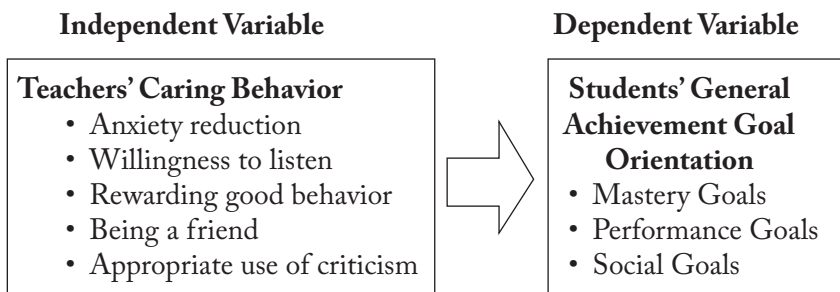 Independent Variable
Teachers' Caring Behavior
• Anxiety reduction
• Willingness to listen
• Rewarding good behavior
• Being a friend
• Appropriate use of criticism
Dependent Variable
Students' General
Achievement Goal
Orientation
• Mastery Goals
• Performance Goals
• Social Goals